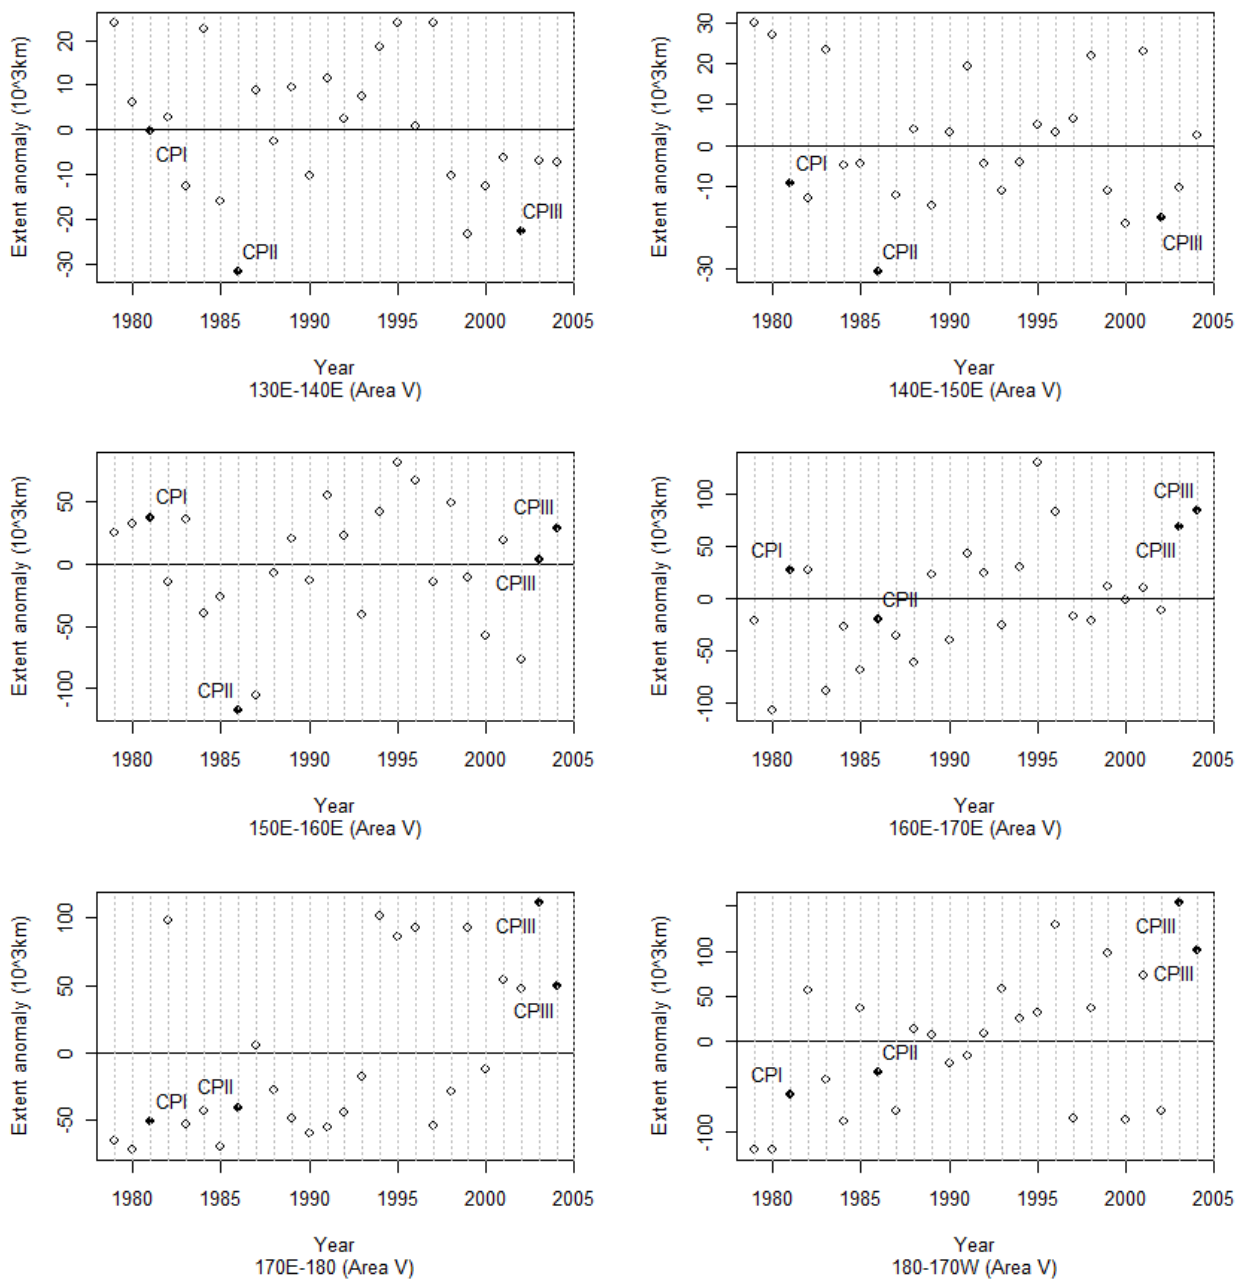 Extent anomaly (10^3km)
20
10
0
-10
-20
-30
CPI
CPII
CPIII
1980 1985 1990 1995 2000 2005
Year
130E-140E (Area V)
Extent anomaly (10^3km)
30
20
10
0
-10
-30
CPI
CPII
CPIII
1980 1985 1990 1995 2000 2005
Year
140E-150E (Area V)
Extent anomaly (10^3km)
50
0
-50
-100
CPI
CPIII
CPIII
CPII
1980 1985 1990 1995 2000 2005
Year
150E-160E (Area V)
Extent anomaly (10^3km)
100
50
0
-50
-100
CPIII
CPI
CPIII
CPII
1980 1985 1990 1995 2000 2005
Year
160E-170E (Area V)
Extent anomaly (10^3km)
100
50
0
-50
CPIII
CPIII
CPII
CPI
1980 1985 1990 1995 2000 2005
Year
170E-180 (Area V)
Extent anomaly (10^3km)
100
50
0
-100
CPIII
CPIII
CPII
CPI
1980 1985 1990 1995 2000 2005
Year
180-170W (Area V)